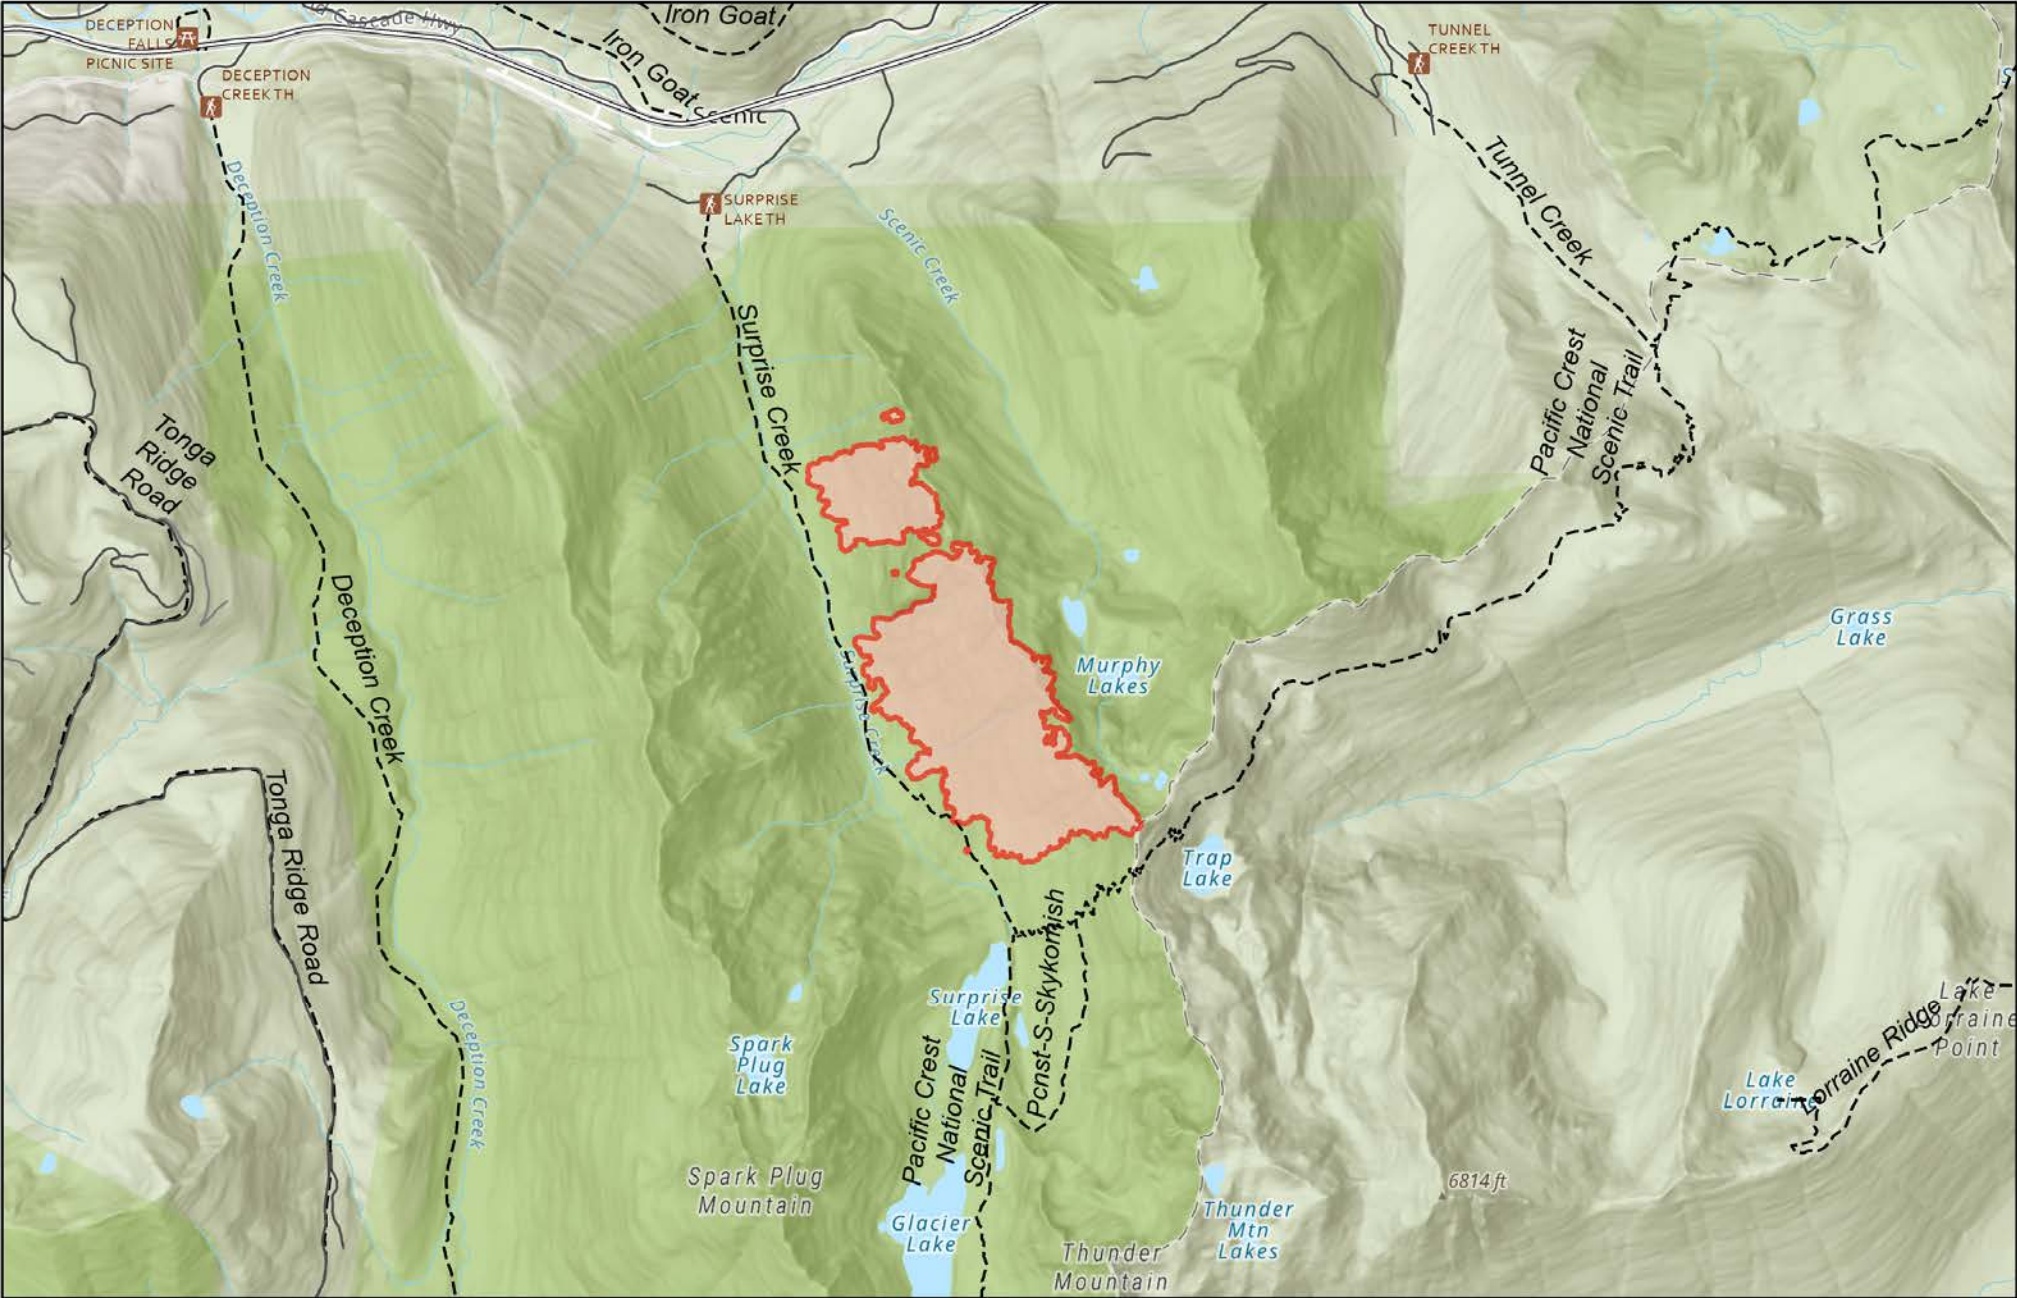 DECEPTION
FALLS
PICNIC SITE
Cascade Hwy
Iron Goat
Iron Goat
Scenic
TUNNEL
CREEK TH
DECEPTION
CREEK TH
SURPRISE
LAKE TH
Deception Creek
Scenic Creek
Tunnel Creek
Surprise Creek
Pacific Crest
National
Scenic Trail
Tonga
Ridge
Road
Deception Creek
Surprise Creek
Murphy
Lakes
Grass
Lake
Tonga Ridge Road
Trap
Lake
Pcnst-S-Skykomish
Surprise
Lake
Deception Creek
Spark
Plug
Lake
Pacific Crest
National
Scenic Trail
Lake
Lorraine
Point
Lorraine Ridge
Lake
Lorraine
Spark Plug
Mountain
6814 ft
Glacier
Lake
Thunder
Mtn
Lakes
Thunder
Mountain